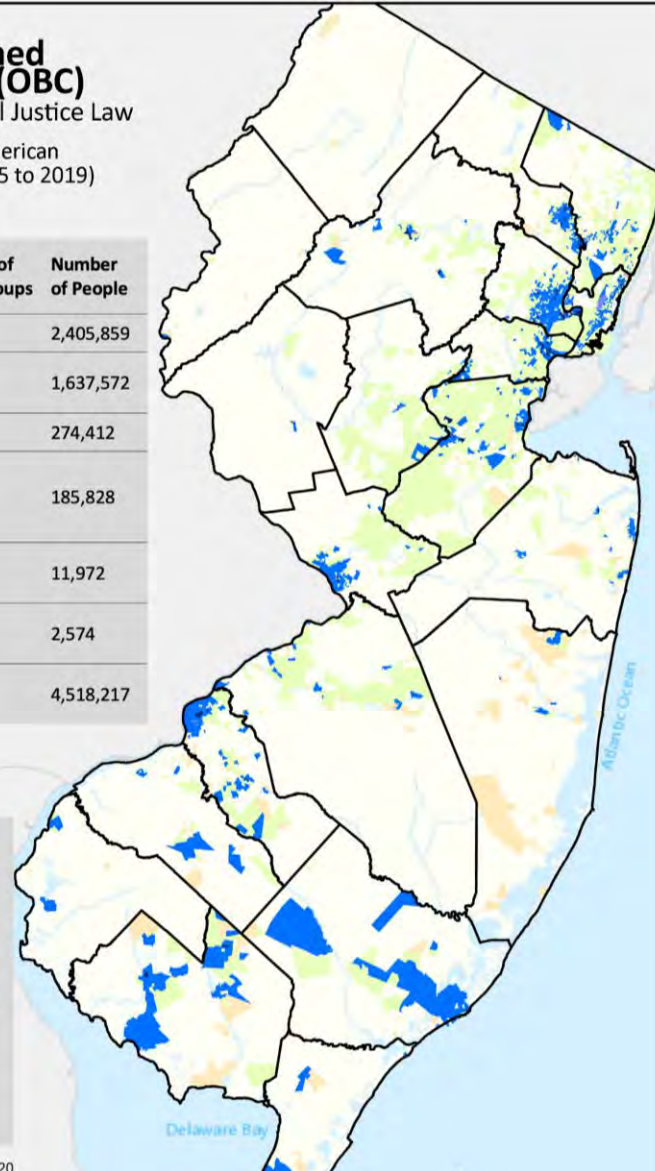 ned
(OBC)
l Justice Law
erican
5 to 2019)
of Number
oups of People
2,405,859
1,637,572
274,412
185,828
11,972
2,574
4,518,217
Atlantic Ocean
Delaware Bay
20